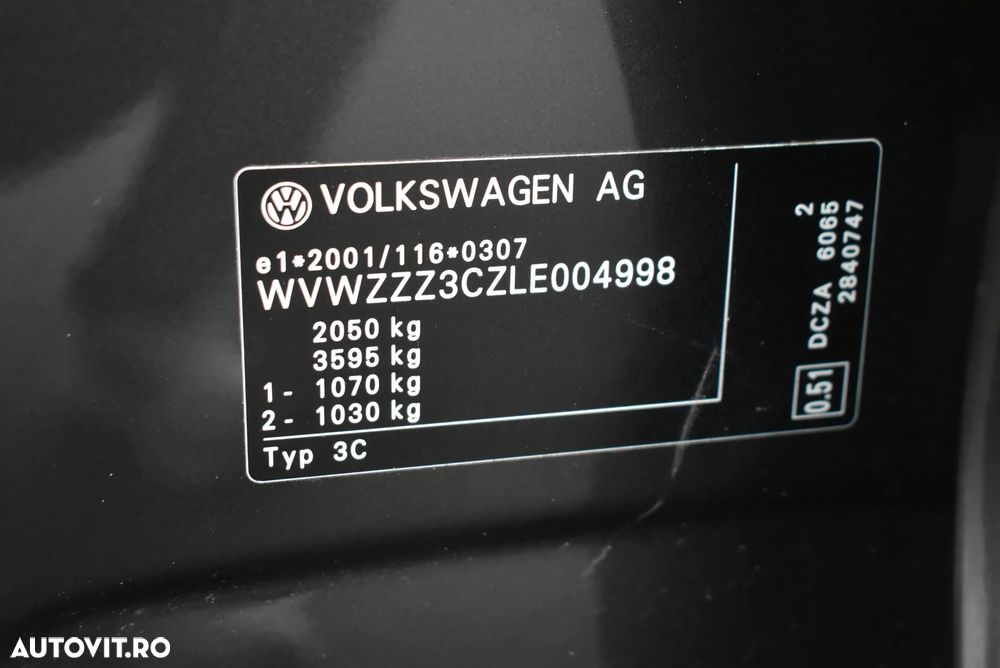 VOLKSWAGEN AG
e1*2001/116*0307
WVWZZZ3CZLE004998
2050 kg
3595 kg
1- 1070 kg
2- 1030 kg
Typ 3C
2
DCZA 6065
2840747
0.51
AUTOVIT.RO